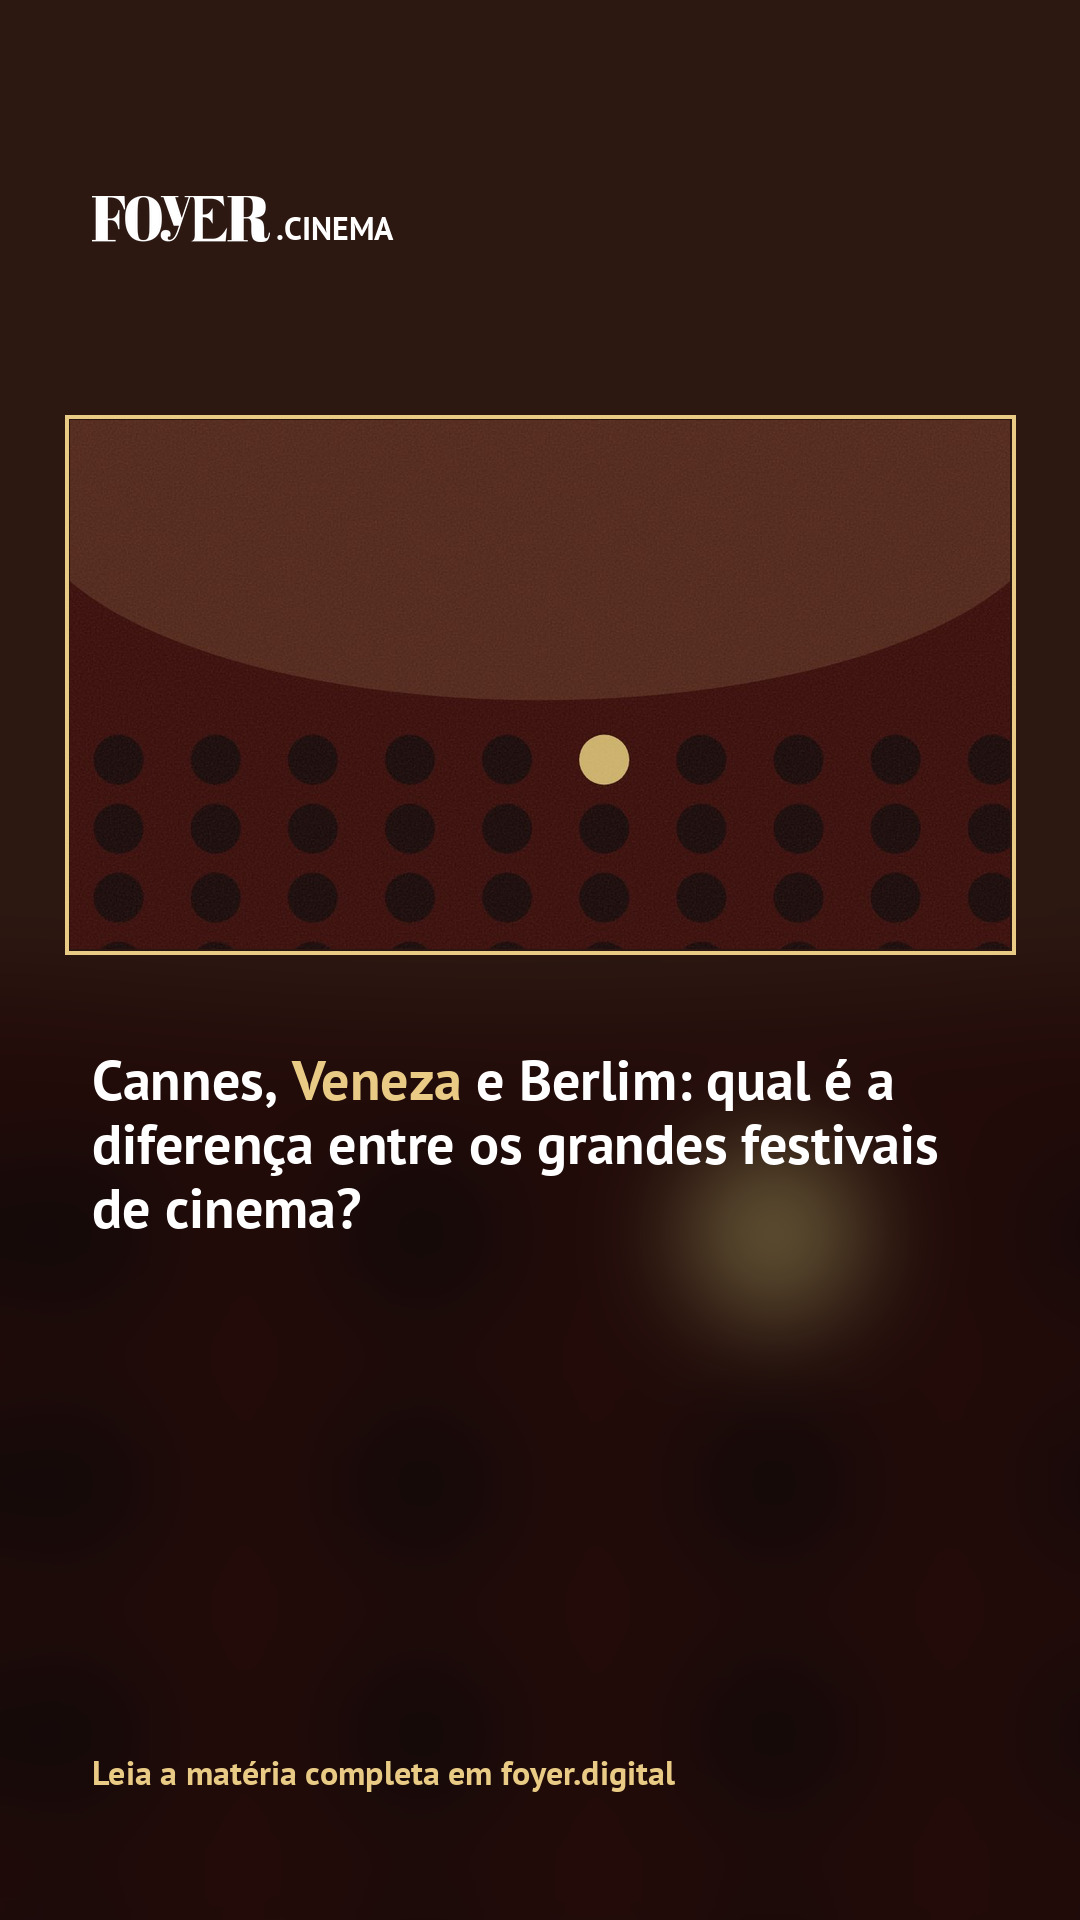 FOYER .CINEMA
Cannes, Veneza e Berlim: qual é a
diferença entre os grandes festivais
de cinema?
Leia a matéria completa em foyer.digital